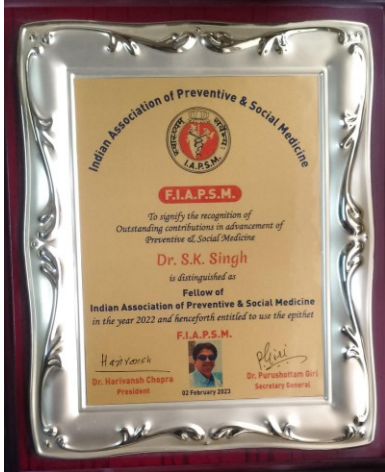 Indian Association of Preventive & Social Medicine
I.A.P.S.M.
F.I.A.P.S.M.
To signify the recognition of
Outstanding contributions in advancement of
Preventive & Social Medicine
Dr. S.K. Singh
is distinguished as
Fellow of
Indian Association of Preventive & Social Medicine
in the year 2022 and henceforth entitled to use the epithet
F.I.A.P.S.M.
Harivansh
PGiri
Dr. Harivansh Chopra
President
Dr. Purushottam Giri
Secretary General
02 February 2023